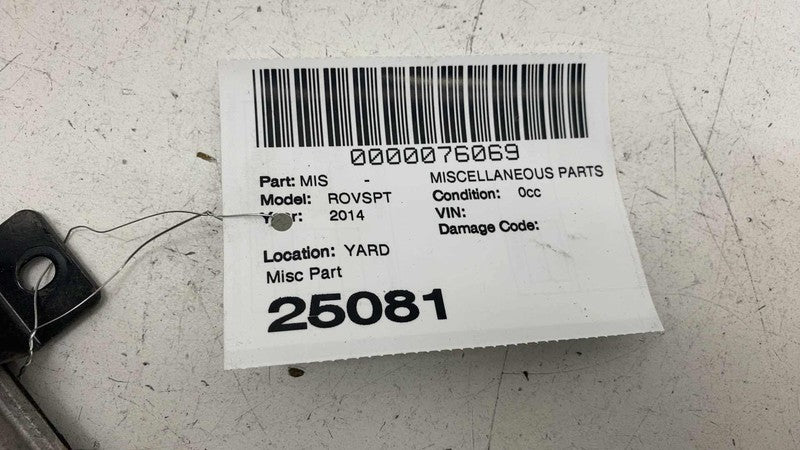 0000076069
Part: MIS - MISCELLANEOUS PARTS
Model: ROVSPT Condition: 0cc
Year: 2014 VIN:
Damage Code:
Location: YARD
Misc Part
25081